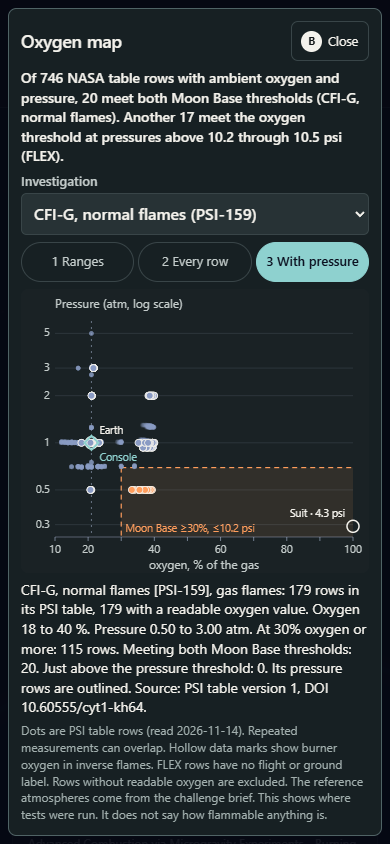 Oxygen map
B Close
Of 746 NASA table rows with ambient oxygen and
pressure, 20 meet both Moon Base thresholds (CFI-G,
normal flames). Another 17 meet the oxygen
threshold at pressures above 10.2 through 10.5 psi
(FLEX).
Investigation
CFI-G, normal flames (PSI-159)
1 Ranges
2 Every row
3 With pressure
Pressure (atm, log scale)
5
3
2
Earth
1
Console
0.5
Suit · 4.3 psi
0.3
Moon Base ≥30%, ≤10.2 psi
10 20 40 60 80 100
oxygen, % of the gas
CFI-G, normal flames [PSI-159], gas flames: 179 rows in
its PSI table, 179 with a readable oxygen value. Oxygen
18 to 40 %. Pressure 0.50 to 3.00 atm. At 30% oxygen or
more: 115 rows. Meeting both Moon Base thresholds:
20. Just above the pressure threshold: 0. Its pressure
rows are outlined. Source: PSI table version 1, DOI
10.60555/cyt1-kh64.
Dots are PSI table rows (read 2026-11-14). Repeated
measurements can overlap. Hollow data marks show burner
oxygen in inverse flames. FLEX rows have no flight or ground
label. Rows without readable oxygen are excluded. The reference
atmospheres come from the challenge brief. This shows where
tests were run. It does not say how flammable anything is.